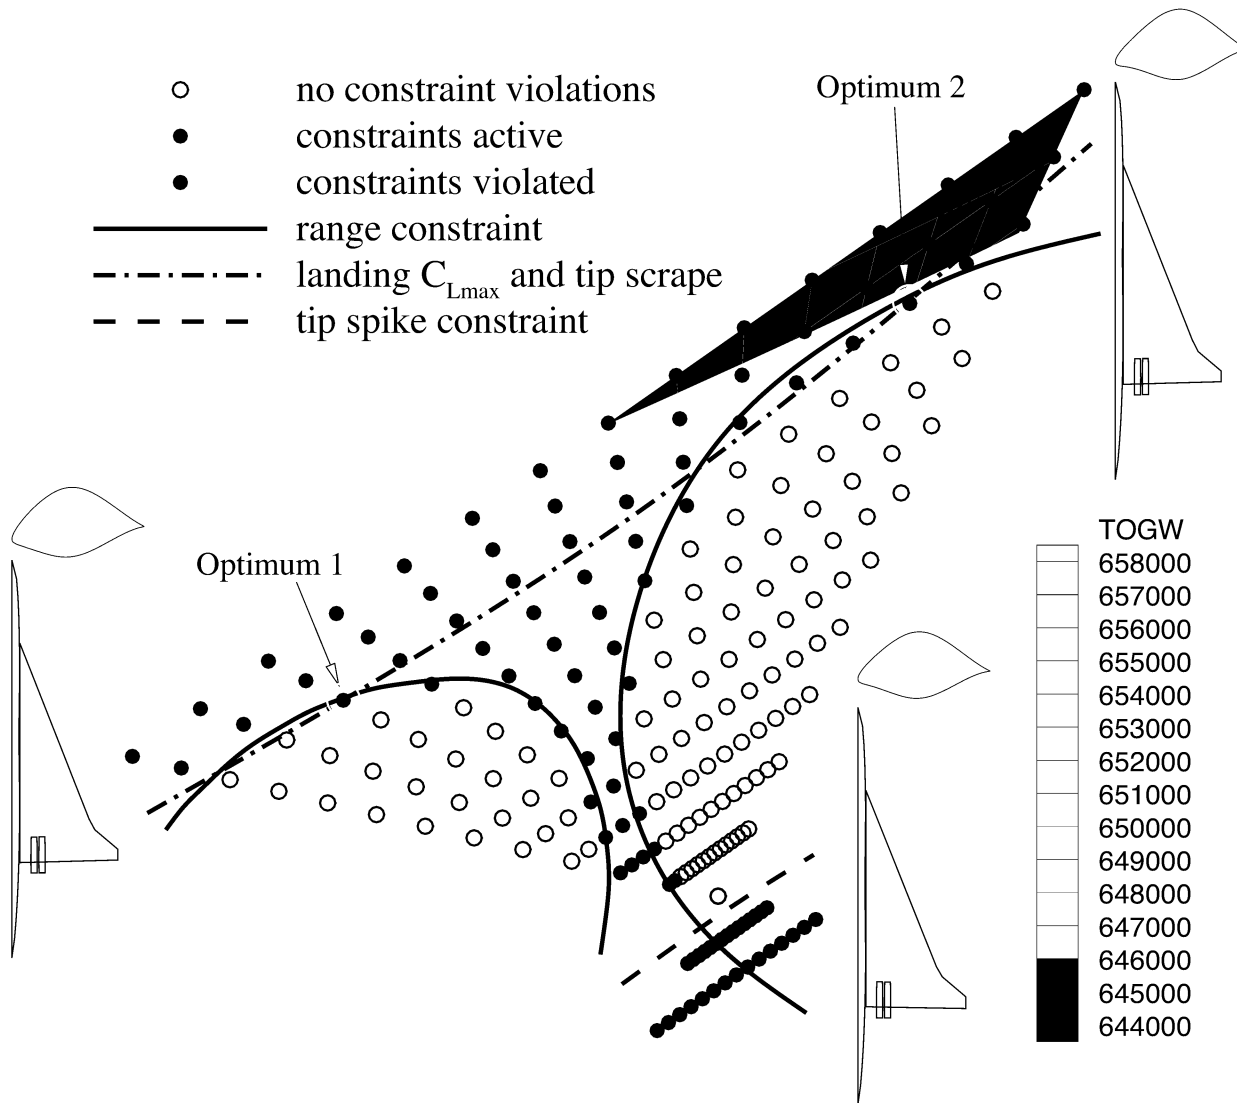 no constraint violations
constraints active
constraints violated
range constraint
landing CLmax and tip scrape
tip spike constraint
Optimum 2
Optimum 1
TOGW
658000
657000
656000
655000
654000
653000
652000
651000
650000
649000
648000
647000
646000
645000
644000